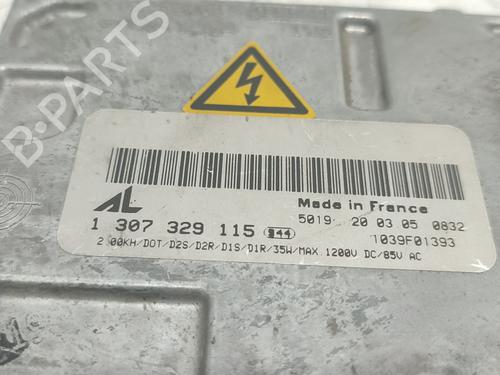 B-PARTS
AL
Made in France
5019 20 03 05 0832
1 307 329 115 344
1039F01393
2.00KH/DOT/D2S/D2R/D1S/D1R/35W/MAX. 1200V DC/85V AC